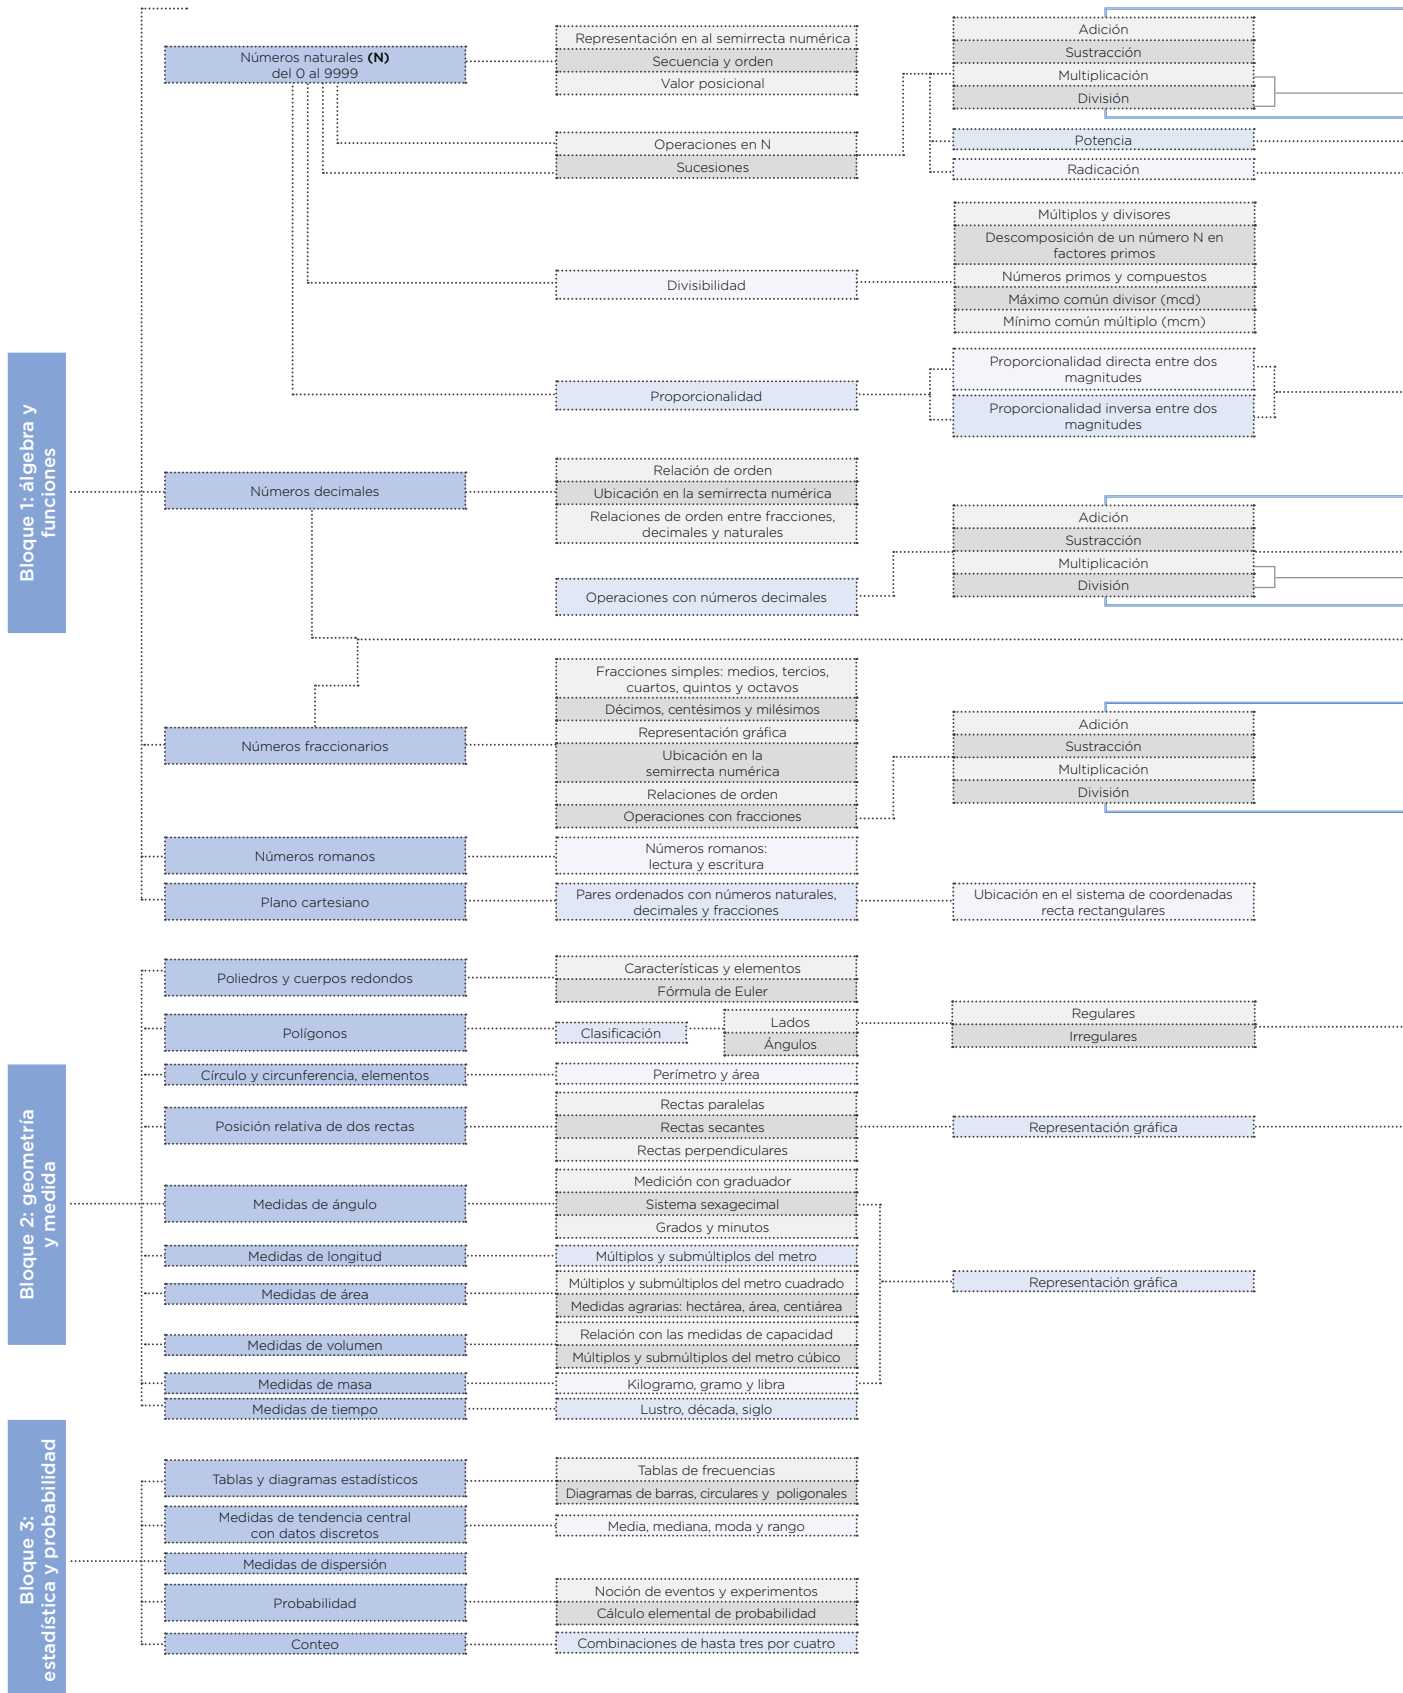 Bloque 1: álgebra y
funciones
Números naturales (N)
del 0 al 9999
Representación en al semirrecta numérica
Secuencia y orden
Valor posicional
Operaciones en N
Sucesiones
Adición
Sustracción
Multiplicación
División
Potencia
Radicación
Divisibilidad
Múltiplos y divisores
Descomposición de un número N en
factores primos
Números primos y compuestos
Máximo común divisor (mcd)
Mínimo común múltiplo (mcm)
Proporcionalidad
Proporcionalidad directa entre dos
magnitudes
Proporcionalidad inversa entre dos
magnitudes
Números decimales
Relación de orden
Ubicación en la semirrecta numérica
Relaciones de orden entre fracciones,
decimales y naturales
Operaciones con números decimales
Adición
Sustracción
Multiplicación
División
Números fraccionarios
Fracciones simples: medios, tercios,
cuartos, quintos y octavos
Décimos, centésimos y milésimos
Representación gráfica
Ubicación en la
semirrecta numérica
Relaciones de orden
Operaciones con fracciones
Adición
Sustracción
Multiplicación
División
Números romanos
Números romanos:
lectura y escritura
Plano cartesiano
Pares ordenados con números naturales,
decimales y fracciones
Ubicación en el sistema de coordenadas
recta rectangulares
Bloque 2: geometría
y medida
Poliedros y cuerpos redondos
Características y elementos
Fórmula de Euler
Polígonos
Clasificación
Lados
Ángulos
Regulares
Irregulares
Círculo y circunferencia, elementos
Perímetro y área
Posición relativa de dos rectas
Rectas paralelas
Rectas secantes
Rectas perpendiculares
Representación gráfica
Medidas de ángulo
Medición con graduador
Sistema sexagecimal
Grados y minutos
Medidas de longitud
Múltiplos y submúltiplos del metro
Medidas de área
Múltiplos y submúltiplos del metro cuadrado
Medidas agrarias: hectárea, área, centiárea
Representación gráfica
Medidas de volumen
Relación con las medidas de capacidad
Múltiplos y submúltiplos del metro cúbico
Medidas de masa
Kilogramo, gramo y libra
Medidas de tiempo
Lustro, década, siglo
Bloque 3:
estadística y probabilidad
Tablas y diagramas estadísticos
Tablas de frecuencias
Diagramas de barras, circulares y poligonales
Medidas de tendencia central
con datos discretos
Media, mediana, moda y rango
Medidas de dispersión
Probabilidad
Noción de eventos y experimentos
Cálculo elemental de probabilidad
Conteo
Combinaciones de hasta tres por cuatro